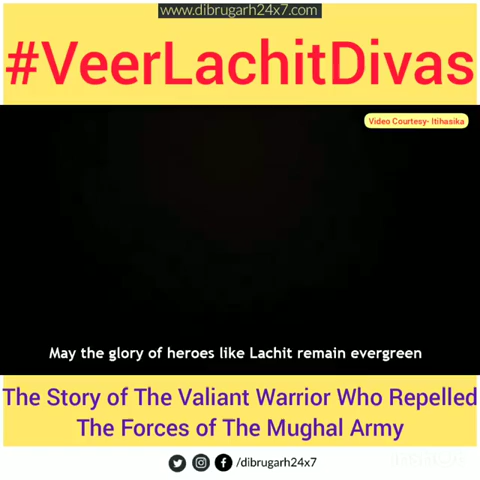 www.dibrugarh24x7.com
#VeerLachitDivas
Video Courtesy- Itihasika
May the glory of heroes like Lachit remain evergreen
The Story of The Valiant Warrior Who Repelled
The Forces of The Mughal Army
/dibrugarh24x7